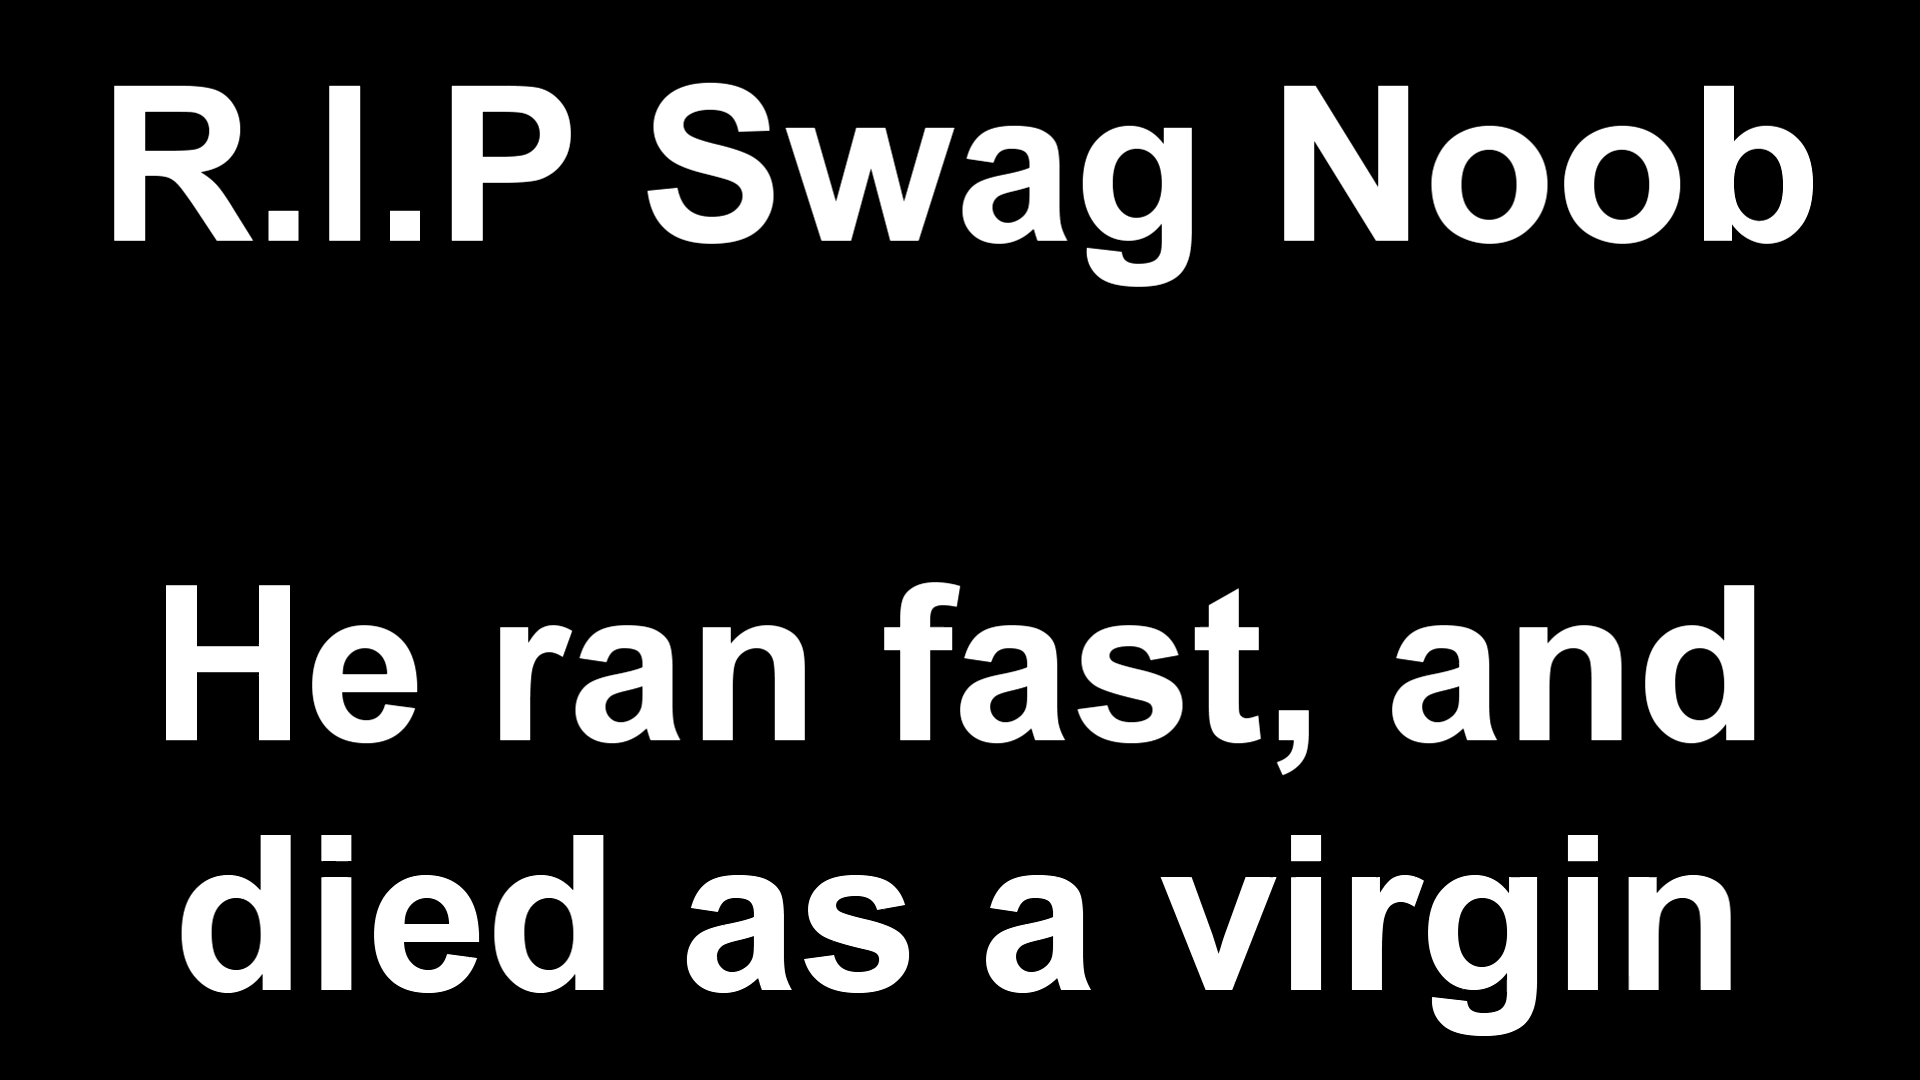 R.I.P Swag Noob
He ran fast, and
died as a virgin